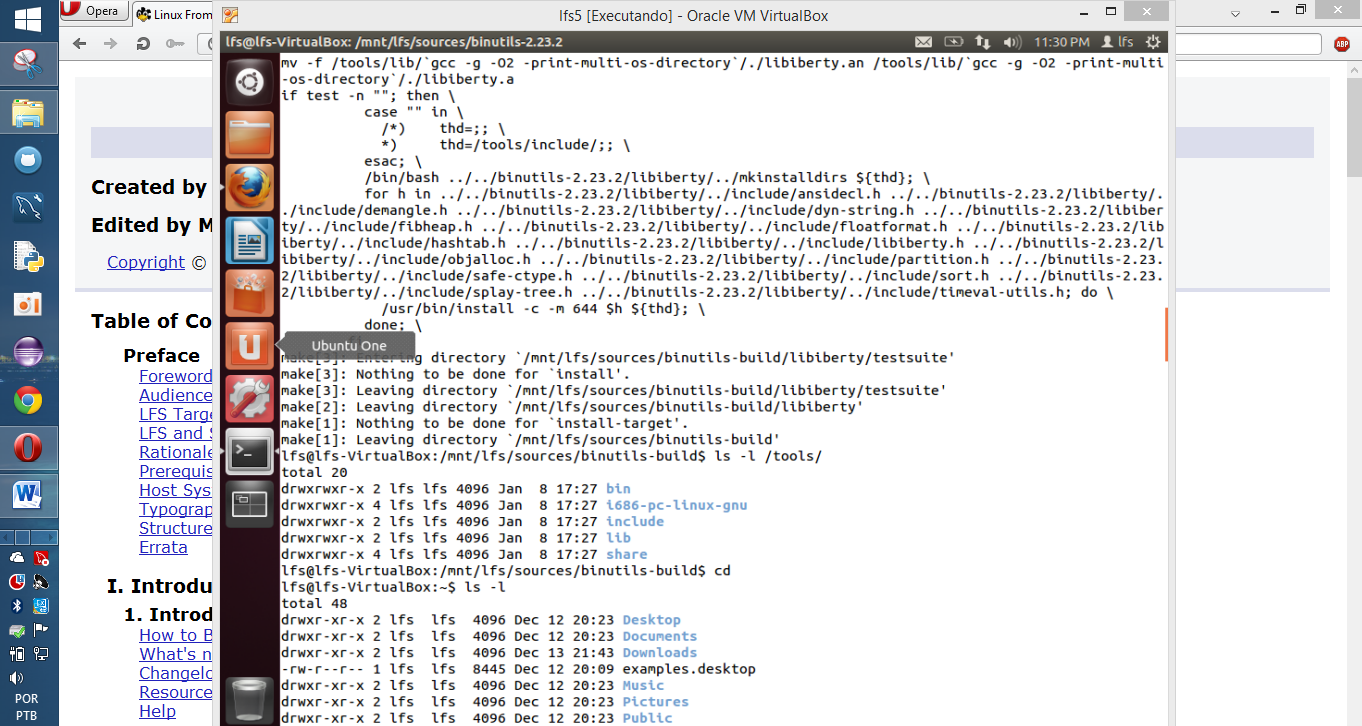 Opera
Linux From
lfs5 [Executando] - Oracle VM VirtualBox
ABP
lfs@lfs-VirtualBox: /mnt/lfs/sources/binutils-2.23.2
11:30 PM lfs
mv -f /tools/lib/`gcc -g -O2 -print-multi-os-directory`/./libiberty.an /tools/lib/`gcc -g -O2 -print-multi
-os-directory`/./libiberty.a
if test -n ""; then \
case "" in \
/*) thd=;; \
*) thd=/tools/include/;; \
esac; \
/bin/bash ../../binutils-2.23.2/libiberty/../mkinstalldirs ${thd}; \
for h in ../../binutils-2.23.2/libiberty/../include/ansidecl.h ../../binutils-2.23.2/libiberty/.
./include/demangle.h ../../binutils-2.23.2/libiberty/../include/dyn-string.h ../../binutils-2.23.2/libiber
ty/../include/fibheap.h ../../binutils-2.23.2/libiberty/../include/floatformat.h ../../binutils-2.23.2/lib
iberty/../include/hashtab.h ../../binutils-2.23.2/libiberty/../include/libiberty.h ../../binutils-2.23.2/l
ibiberty/../include/objalloc.h ../../binutils-2.23.2/libiberty/../include/partition.h ../../binutils-2.23.
2/libiberty/../include/safe-ctype.h ../../binutils-2.23.2/libiberty/../include/sort.h ../../binutils-2.23.
2/libiberty/../include/splay-tree.h ../../binutils-2.23.2/libiberty/../include/timeval-utils.h; do \
/usr/bin/install -c -m 644 $h ${thd}; \
done; \
Ubuntu One
make[3]: Entering directory `/mnt/lfs/sources/binutils-build/libiberty/testsuite'
make[3]: Nothing to be done for `install'.
make[3]: Leaving directory `/mnt/lfs/sources/binutils-build/libiberty/testsuite'
make[2]: Leaving directory `/mnt/lfs/sources/binutils-build/libiberty'
make[1]: Nothing to be done for `install-target'.
make[1]: Leaving directory `/mnt/lfs/sources/binutils-build'
lfs@lfs-VirtualBox:/mnt/lfs/sources/binutils-build$ ls -l /tools/
total 20
drwxrwxr-x 2 lfs lfs 4096 Jan 8 17:27 bin
drwxrwxr-x 4 lfs lfs 4096 Jan 8 17:27 i686-pc-linux-gnu
drwxrwxr-x 2 lfs lfs 4096 Jan 8 17:27 include
drwxrwxr-x 2 lfs lfs 4096 Jan 8 17:27 lib
drwxrwxr-x 4 lfs lfs 4096 Jan 8 17:27 share
lfs@lfs-VirtualBox:/mnt/lfs/sources/binutils-build$ cd
lfs@lfs-VirtualBox:~$ ls -l
total 48
drwxr-xr-x 2 lfs lfs 4096 Dec 12 20:23 Desktop
drwxr-xr-x 2 lfs lfs 4096 Dec 12 20:23 Documents
drwxr-xr-x 2 lfs lfs 4096 Dec 13 21:43 Downloads
-rw-r--r-- 1 lfs lfs 8445 Dec 12 20:09 examples.desktop
drwxr-xr-x 2 lfs lfs 4096 Dec 12 20:23 Music
drwxr-xr-x 2 lfs lfs 4096 Dec 12 20:23 Pictures
drwxr-xr-x 2 lfs lfs 4096 Dec 12 20:23 Public
Created by
Edited by M
Copyright ©
Table of Co
Preface
Foreword
Audience
LFS Targe
LFS and S
Rationale
Prerequis
Host Sys
Typograp
Structure
Errata
I. Introdu
1. Introd
How to B
What's n
Changelo
Resource
Help
POR
PTB